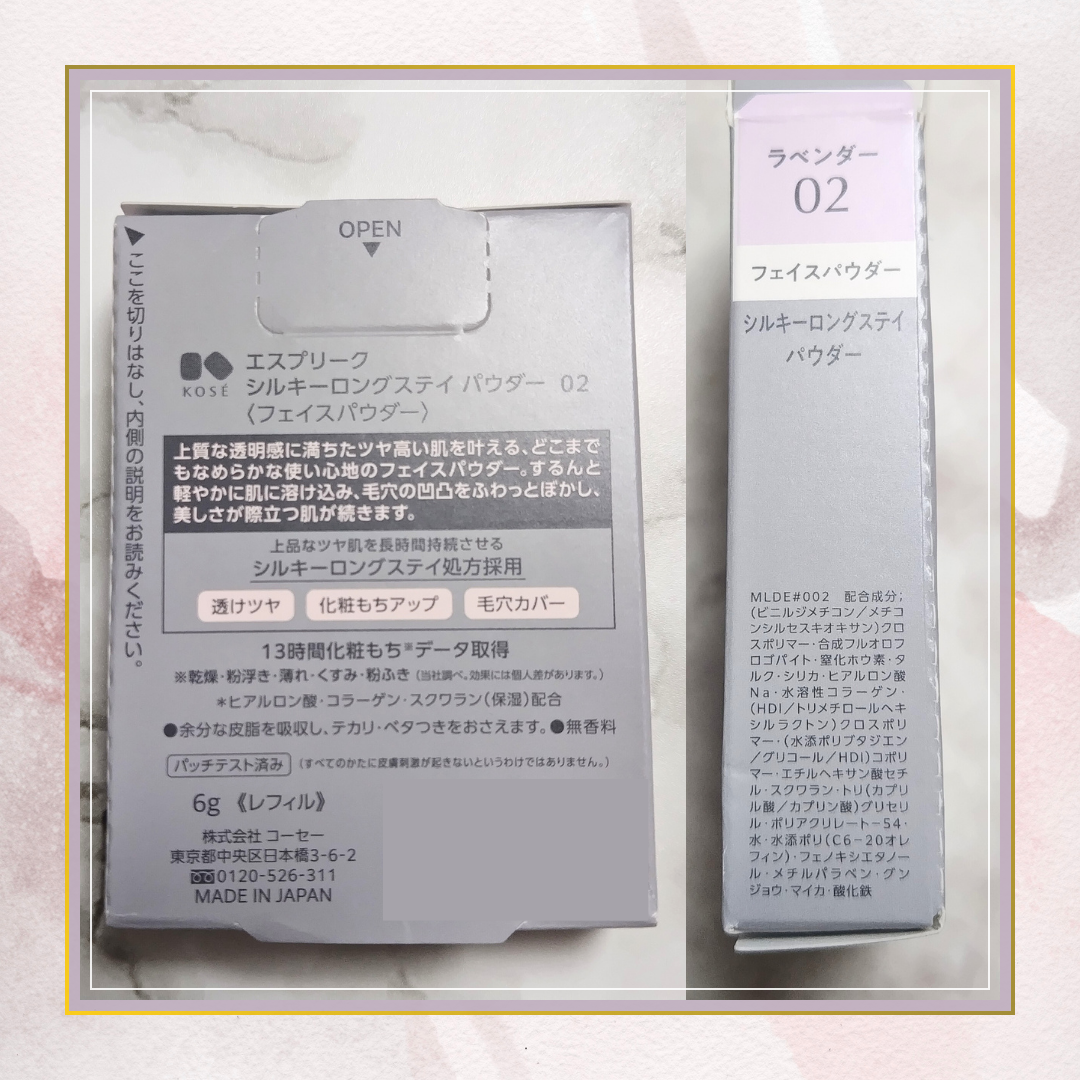 OPEN
ここを切りはなし、内側の説明をお読みください。
KOSÉ
エスプリーク
シルキーロングステイ パウダー 02
〈フェイスパウダー〉
上質な透明感に満ちたツヤ高い肌を叶える、どこまで
もなめらかな使い心地のフェイスパウダー。するんと
軽やかに肌に溶け込み、毛穴の凹凸をふわっとぼかし、
美しさが際立つ肌が続きます。
上品なツヤ肌を長時間持続させる
シルキーロングステイ処方採用
透けツヤ 化粧もちアップ 毛穴カバー
13時間化粧もち※データ取得
※乾燥・粉浮き・薄れ・くすみ・粉ふき(当社調べ。効果には個人差があります。)
*ヒアルロン酸・コラーゲン・スクワラン(保湿)配合
●余分な皮脂を吸収し、テカリ・ベタつきをおさえます。●無香料
パッチテスト済み (すべてのかたに皮膚刺激が起きないというわけではありません。)
6g《レフィル》
株式会社 コーセー
東京都中央区日本橋3-6-2
0120-526-311
MADE IN JAPAN
ラベンダー
02
フェイスパウダー
シルキーロングステイ
パウダー
MLDE#002 配合成分;
(ビニルジメチコン/メチコ
ンシルセスキオキサン)クロ
スポリマー・合成フルオロフ
ロゴパイト・窒化ホウ素・タ
ルク・シリカ・ヒアルロン酸
Na・水溶性コラーゲン・
(HDI/トリメチロールヘキ
シルラクトン)クロスポリ
マー・(水添ポリブタジエン
/グリコール/HDI)コポリ
マー・エチルヘキサン酸セチ
ル・スクワラン・トリ(カプリ
ル酸/カプリン酸)グリセリ
ル・ポリアクリレート-54・
水・水添ポリ(C6-20オレ
フィン)・フェノキシエタノー
ル・メチルパラベン・グン
ジョウ・マイカ・酸化鉄